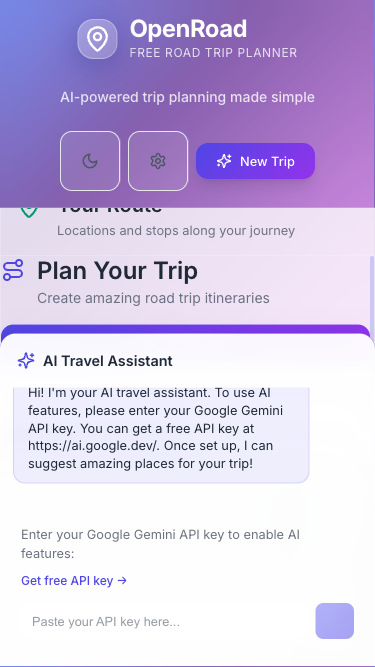 OpenRoad
FREE ROAD TRIP PLANNER
AI-powered trip planning made simple
New Trip
Your Route
Locations and stops along your journey
Plan Your Trip
Create amazing road trip itineraries
AI Travel Assistant
Hi! I'm your AI travel assistant. To use AI
features, please enter your Google Gemini
API key. You can get a free API key at
https://ai.google.dev/. Once set up, I can
suggest amazing places for your trip!
Enter your Google Gemini API key to enable AI
features:
Get free API key →
Paste your API key here...